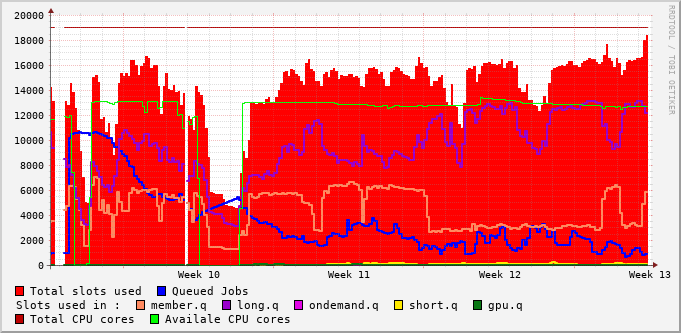 20000
18000
16000
14000
12000
10000
8000
6000
4000
2000
0
Week 10 Week 11 Week 12 Week 13
RRDTOOL / TOBI OETIKER
Total slots used Queued Jobs
Slots used in : member.q long.q ondemand.q short.q gpu.q
Total CPU cores Availale CPU cores